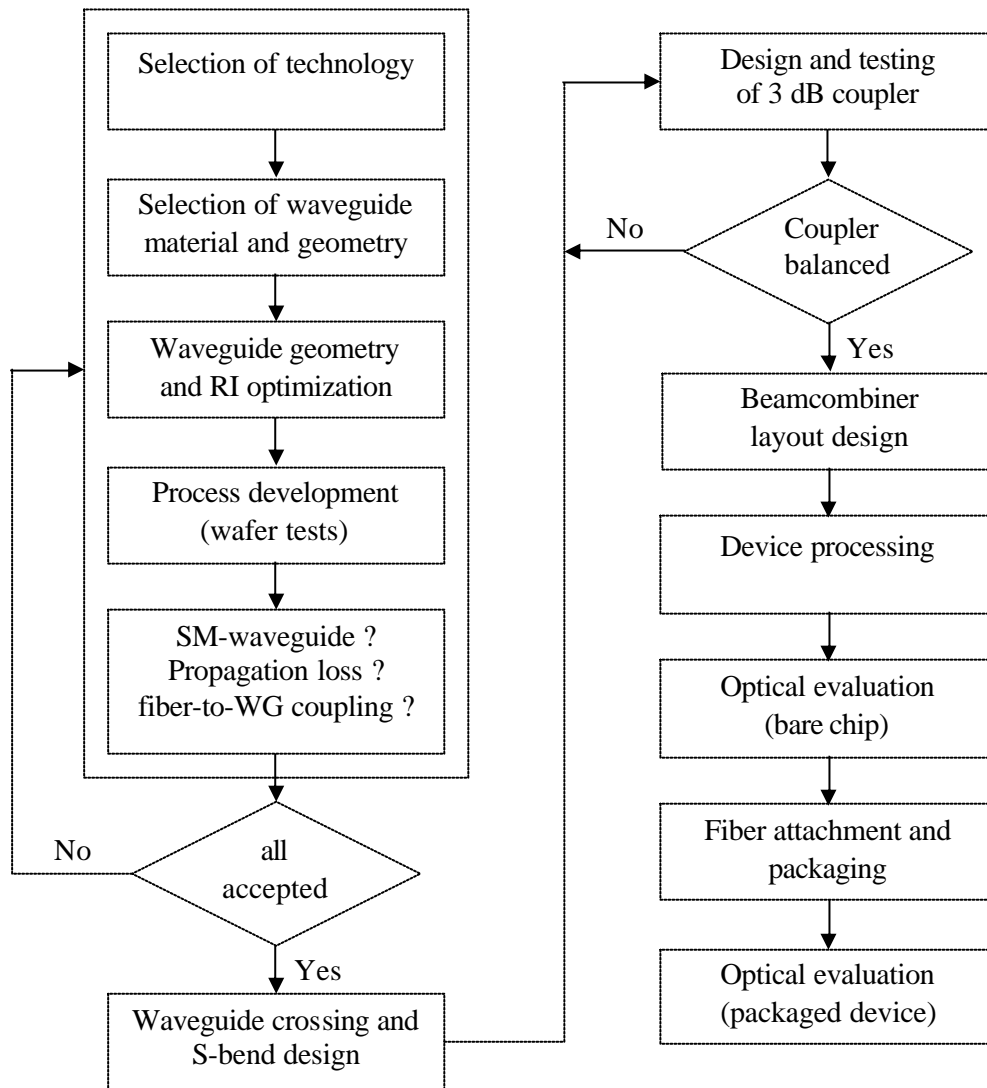 Selection of technology
Selection of waveguide
material and geometry
Waveguide geometry
and RI optimization
Process development
(wafer tests)
SM-waveguide ?
Propagation loss ?
fiber-to-WG coupling ?
No
all
accepted
Yes
Waveguide crossing and
S-bend design
Design and testing
of 3 dB coupler
No
Coupler
balanced
Yes
Beamcombiner
layout design
Device processing
Optical evaluation
(bare chip)
Fiber attachment and
packaging
Optical evaluation
(packaged device)